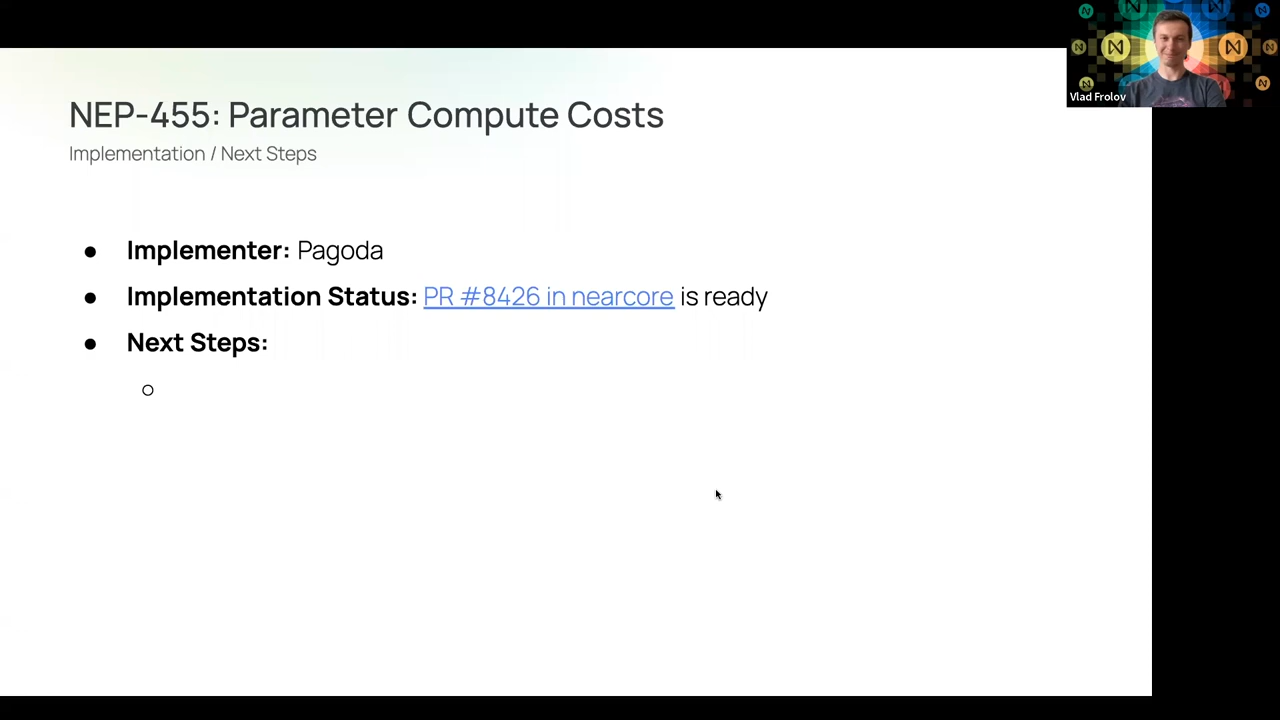 NEP-455: Parameter Compute Costs
Implementation / Next Steps
● Implementer: Pagoda
● Implementation Status: PR #8426 in nearcore is ready
● Next Steps:
○
Vlad Frolov